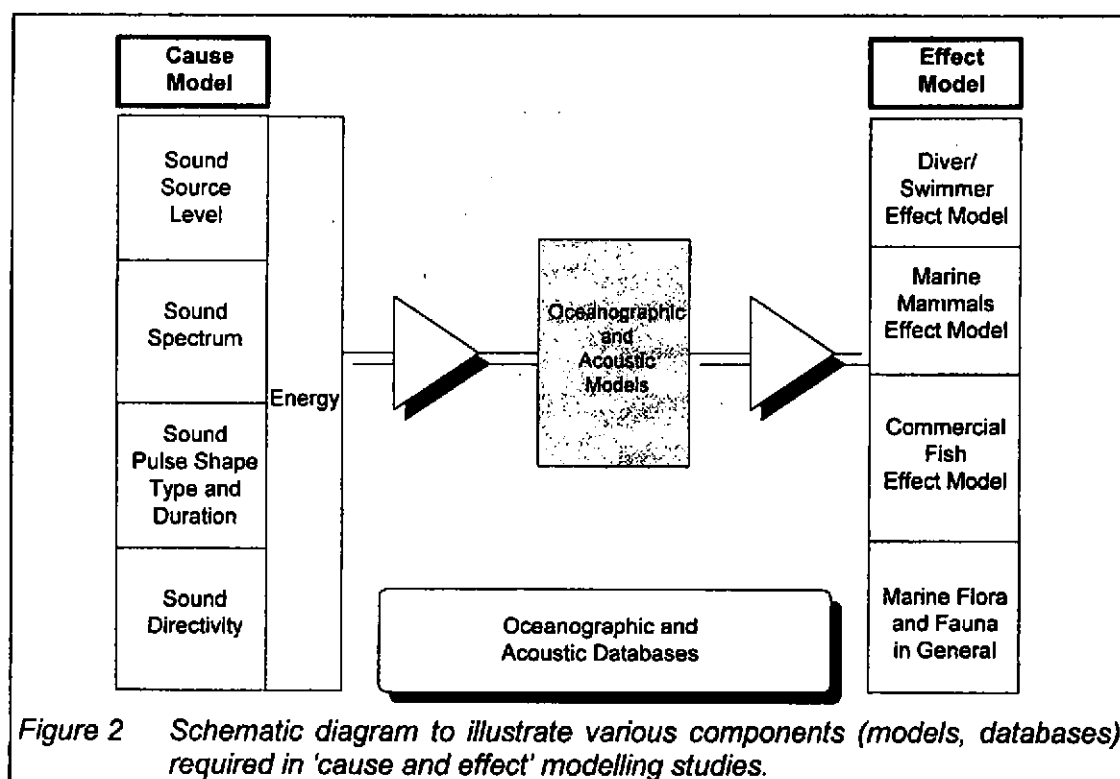 Cause
Model
Sound
Source
Level
Sound
Spectrum
Sound
Pulse Shape
Type and
Duration
Sound
Directivity
Energy
Oceanographic
and
Acoustic
Models
Oceanographic and
Acoustic Databases
Effect
Model
Diver/
Swimmer
Effect Model
Marine
Mammals
Effect Model
Commercial
Fish
Effect Model
Marine Flora
and Fauna
in General
Figure 2 Schematic diagram to illustrate various components (models, databases)
required in 'cause and effect' modelling studies.